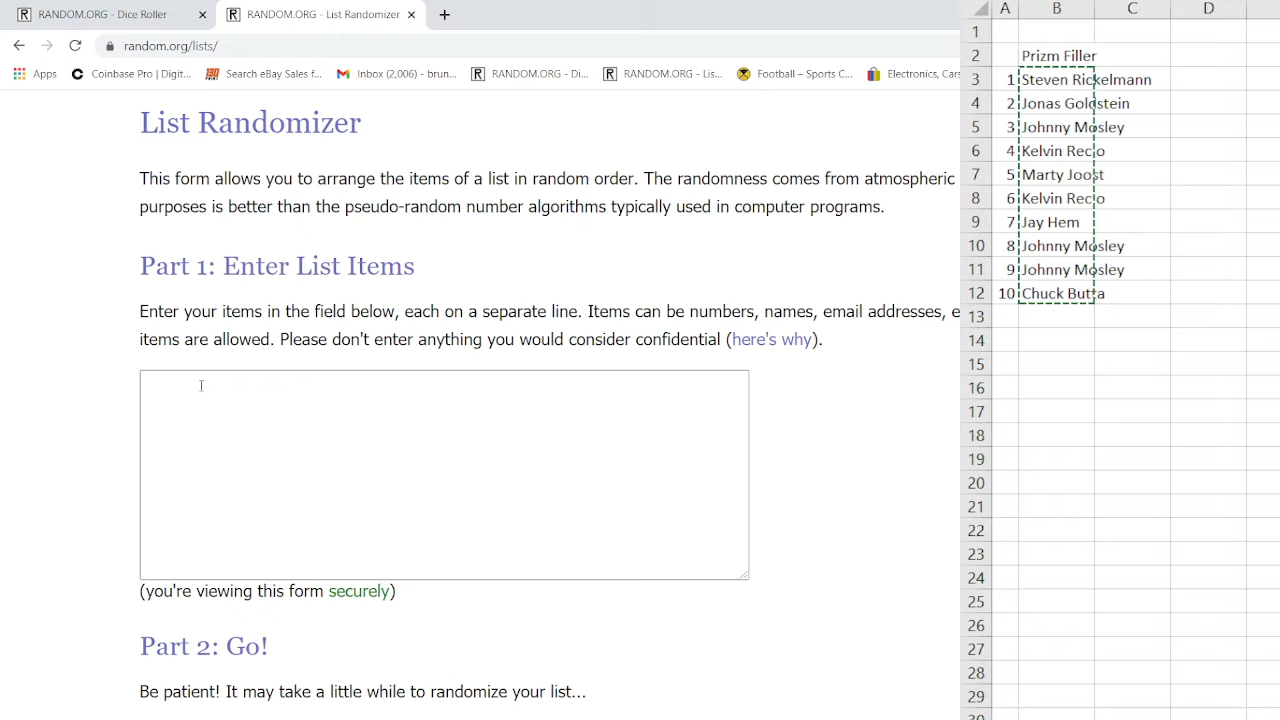 RANDOM.ORG - Dice Roller
RANDOM.ORG - List Randomizer
random.org/lists/
Apps
Coinbase Pro | Digit...
Search eBay Sales f...
Inbox (2,006) - brun...
RANDOM.ORG - Di...
RANDOM.ORG - Lis...
Football – Sports C...
Electronics, Cars
List Randomizer
This form allows you to arrange the items of a list in random order. The randomness comes from atmospheric
purposes is better than the pseudo-random number algorithms typically used in computer programs.
Part 1: Enter List Items
Enter your items in the field below, each on a separate line. Items can be numbers, names, email addresses, e
items are allowed. Please don't enter anything you would consider confidential (here's why).
(you're viewing this form securely)
Part 2: Go!
Be patient! It may take a little while to randomize your list...
A B C D
1
2 Prizm Filler
3 1 Steven Rickelmann
4 2 Jonas Goldstein
5 3 Johnny Mosley
6 4 Kelvin Recio
7 5 Marty Joost
8 6 Kelvin Recio
9 7 Jay Hem
10 8 Johnny Mosley
11 9 Johnny Mosley
12 10 Chuck Butta
13
14
15
16
17
18
19
20
21
22
23
24
25
26
27
28
29
30